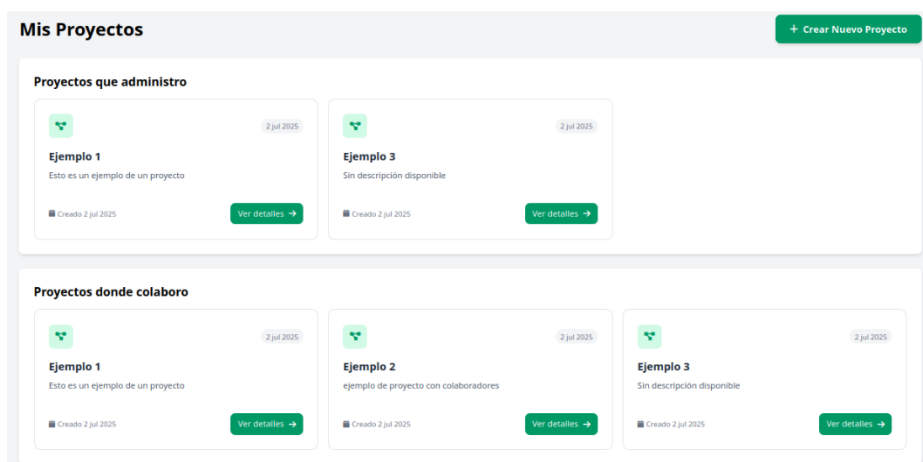 Mis Proyectos
+ Crear Nuevo Proyecto
Proyectos que administro
2 jul 2025
Ejemplo 1
Esto es un ejemplo de un proyecto
Creado 2 jul 2025
Ver detalles →
2 jul 2025
Ejemplo 3
Sin descripción disponible
Creado 2 jul 2025
Ver detalles →
Proyectos donde colaboro
2 jul 2025
Ejemplo 1
Esto es un ejemplo de un proyecto
Creado 2 jul 2025
Ver detalles →
2 jul 2025
Ejemplo 2
ejemplo de proyecto con colaboradores
Creado 2 jul 2025
Ver detalles →
2 jul 2025
Ejemplo 3
Sin descripción disponible
Creado 2 jul 2025
Ver detalles →